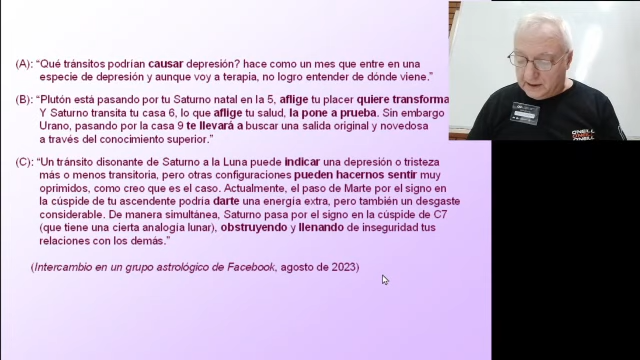 (A): “Qué tránsitos podrían causar depresión? hace como un mes que entre en una
especie de depresión y aunque voy a terapia, no logro entender de dónde viene.”
(B): “Plutón está pasando por tu Saturno natal en la 5, aflige tu placer quiere transforma
Y Saturno transita tu casa 6, lo que aflige tu salud, la pone a prueba. Sin embargo
Urano, pasando por la casa 9 te llevará a buscar una salida original y novedosa
a través del conocimiento superior.”
(C): “Un tránsito disonante de Saturno a la Luna puede indicar una depresión o tristeza
más o menos transitoria, pero otras configuraciones pueden hacernos sentir muy
oprimidos, como creo que es el caso. Actualmente, el paso de Marte por el signo en
la cúspide de tu ascendente podría darte una energía extra, pero también un desgaste
considerable. De manera simultánea, Saturno pasa por el signo en la cúspide de C7
(que tiene una cierta analogía lunar), obstruyendo y llenando de inseguridad tus
relaciones con los demás.”
(Intercambio en un grupo astrológico de Facebook, agosto de 2023)
O'NEILL
O'NEILL